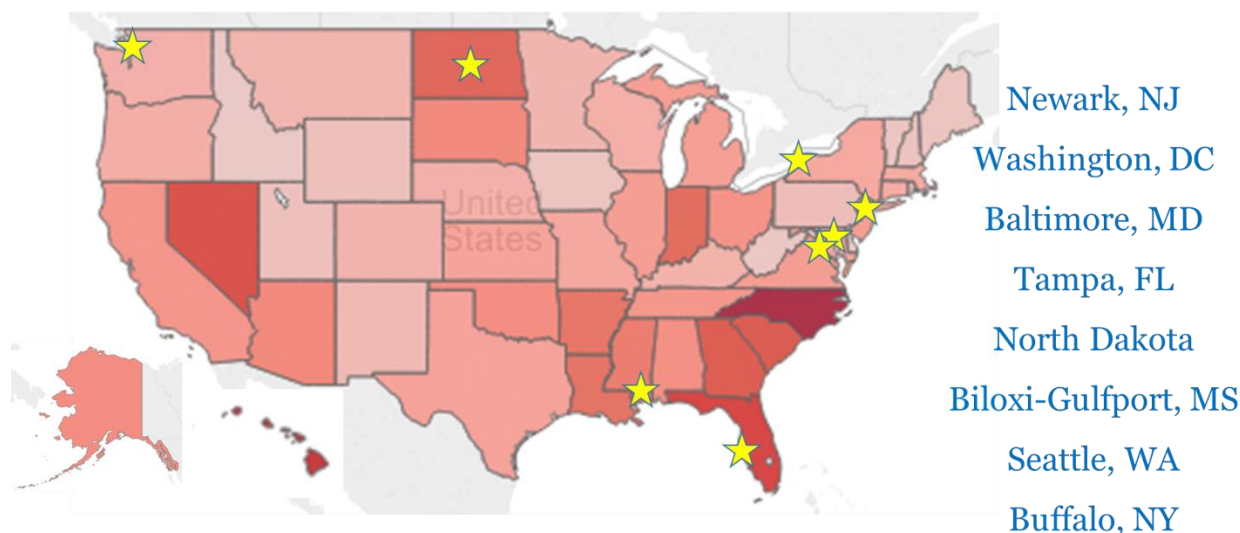 United
States
Newark, NJ
Washington, DC
Baltimore, MD
Tampa, FL
North Dakota
Biloxi-Gulfport, MS
Seattle, WA
Buffalo, NY